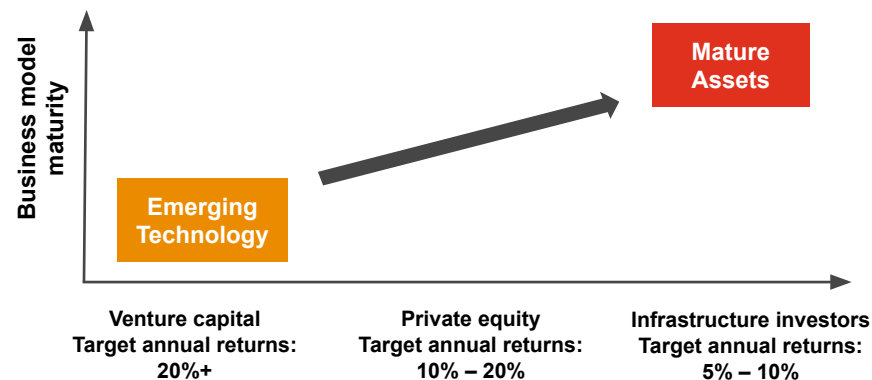 Business model
maturity
Mature
Assets
Emerging
Technology
Venture capital
Target annual returns:
20%+
Private equity
Target annual returns:
10% – 20%
Infrastructure investors
Target annual returns:
5% – 10%